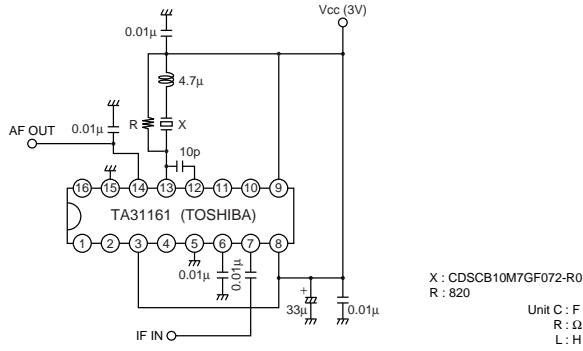 Vcc (3V)
0.01μ
4.7μ
AF OUT
0.01μ
R
X
10p
16 15 14 13 12 11 10 9
TA31161 (TOSHIBA)
1 2 3 4 5 6 7 8
0.01μ
0.01μ
+
33μ
0.01μ
IF IN
X : CDSCB10M7GF072-R0
R : 820
Unit C : F
R : Ω
L : H